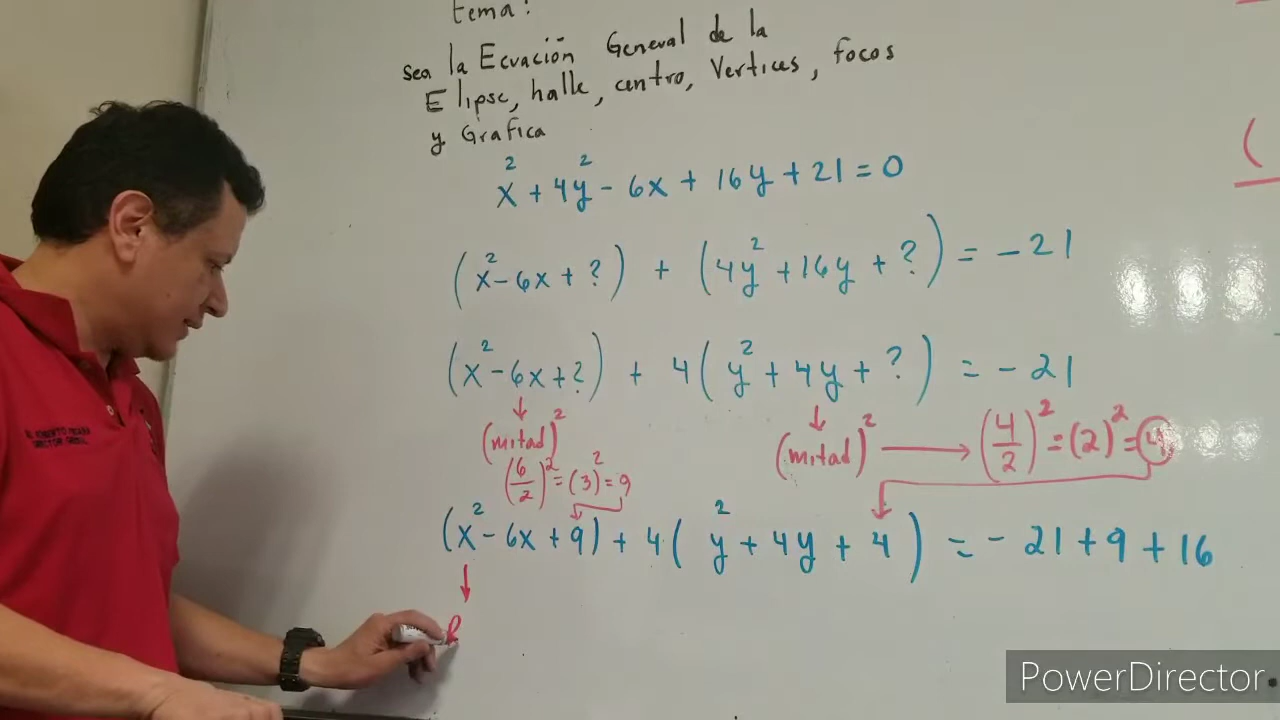 tema:
sea la Ecuación General de la
Elipse, halle, centro, Vertices, focos
y Grafica
x² + 4y² - 6x + 16y + 21 = 0
(x² - 6x + ?) + (4y² + 16y + ?) = - 21
(x² - 6x + ?) + 4(y² + 4y + ?) = - 21
(mitad)² (mitad)² → (4/2)² = (2)² = 4
(6/2)² = (3)² = 9
(x² - 6x + 9) + 4(y² + 4y + 4) = - 21 + 9 + 16
PowerDirector